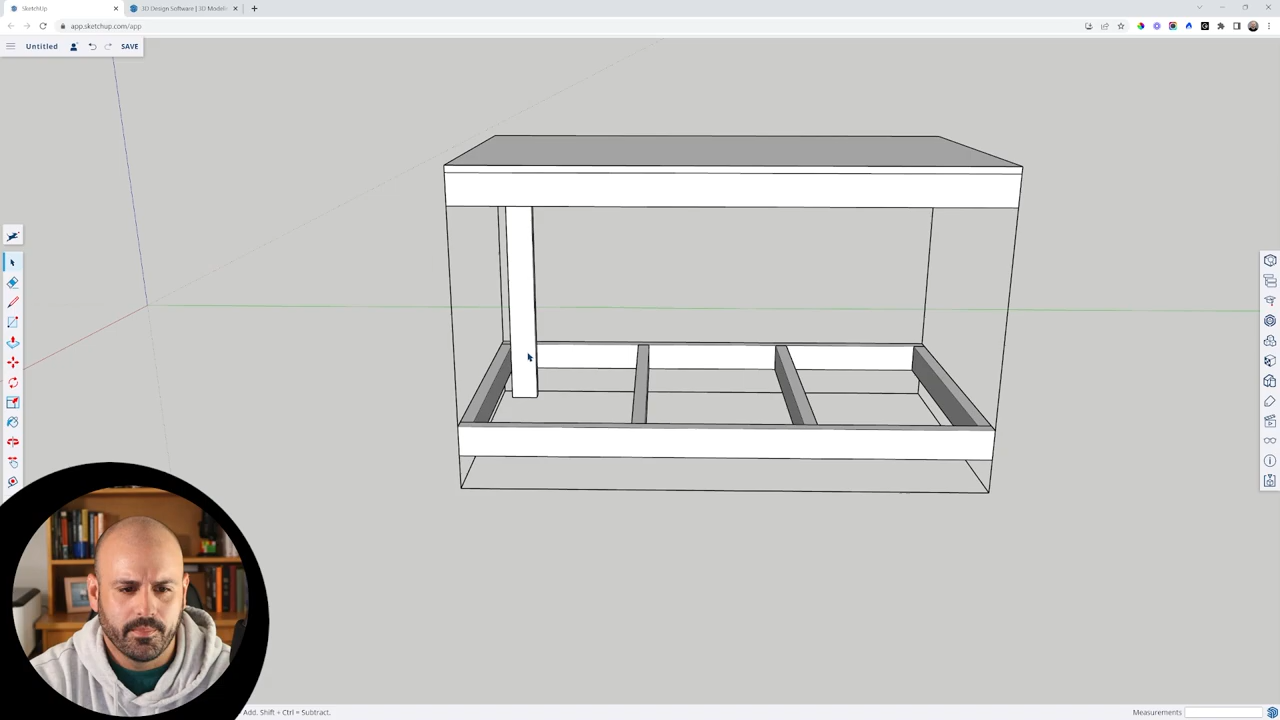 SketchUp
3D Design Software | 3D Modeli
app.sketchup.com/app
Untitled
SAVE
Add. Shift + Ctrl = Subtract.
Measurements